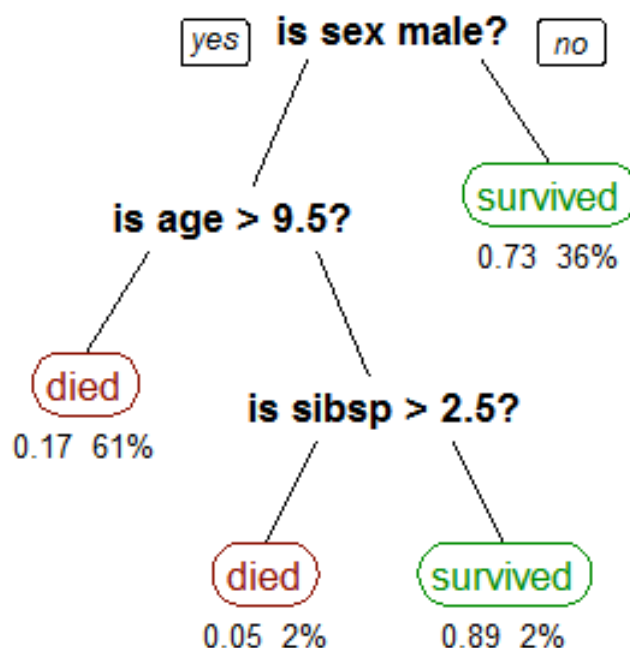 yes is sex male? no
survived
is age > 9.5?
0.73 36%
died
0.17 61%
is sibsp > 2.5?
died survived
0.05 2% 0.89 2%